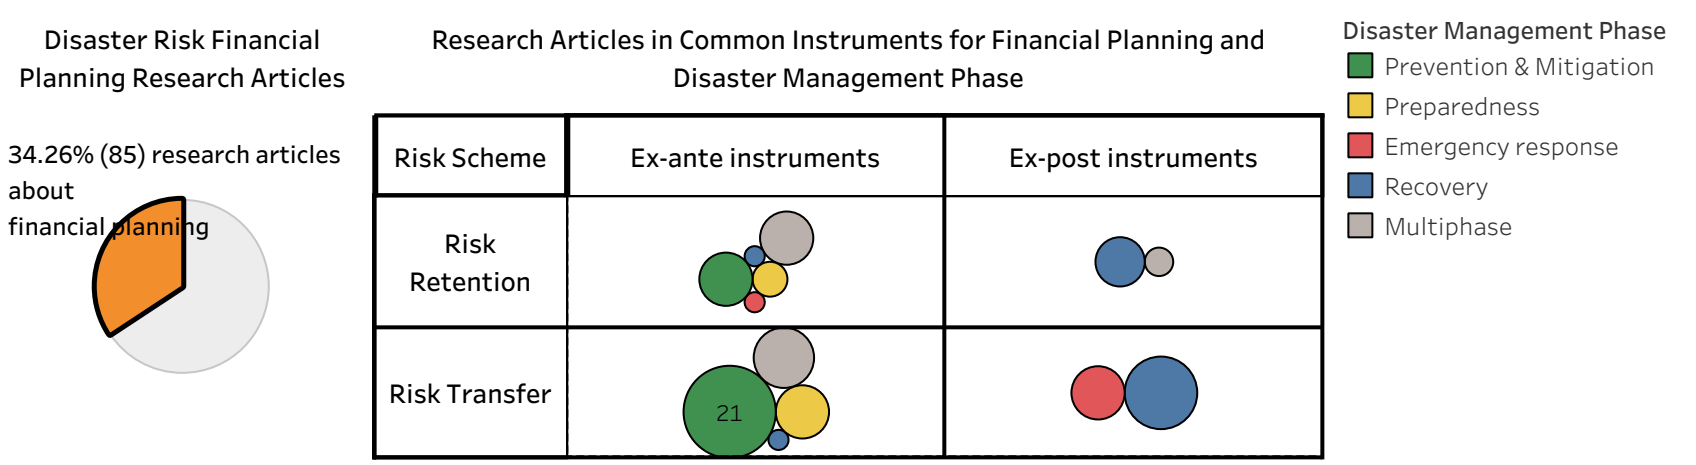 Disaster Risk Financial
Planning Research Articles
34.26% (85) research articles
about
financial planning
Research Articles in Common Instruments for Financial Planning and
Disaster Management Phase
Risk Scheme
Ex-ante instruments
Ex-post instruments
Risk
Retention
Risk Transfer
21
Disaster Management Phase
Prevention & Mitigation
Preparedness
Emergency response
Recovery
Multiphase